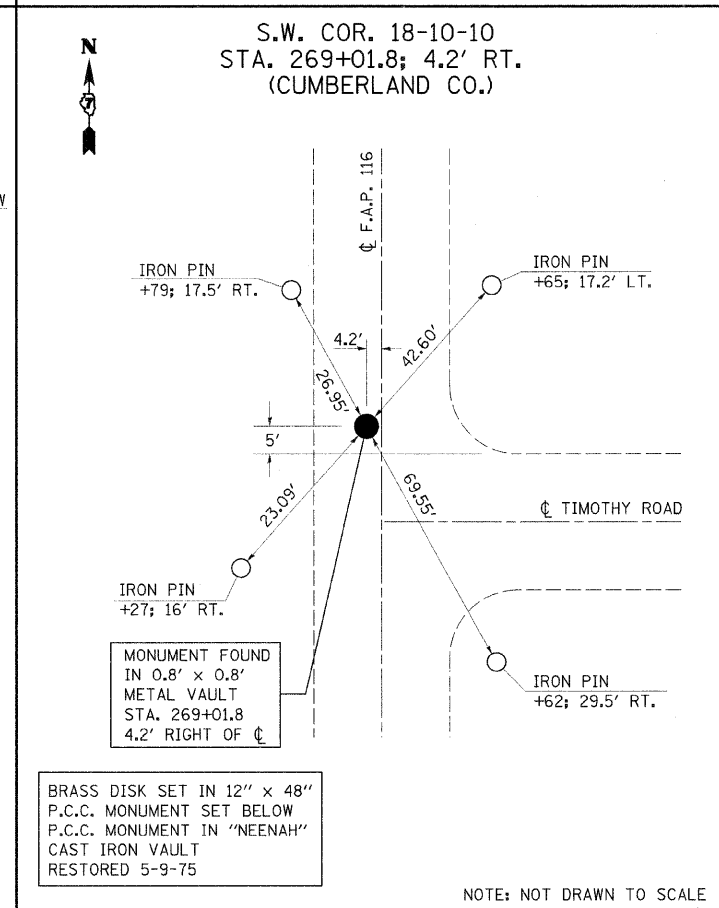 S.W. COR. 18-10-10
STA. 269+01.8; 4.2' RT.
(CUMBERLAND CO.)
N
7
W
℄ F.A.P. 116
IRON PIN
+79; 17.5' RT.
IRON PIN
+65; 17.2' LT.
4.2'
42.60'
26.95'
5'
23.09'
69.55'
℄ TIMOTHY ROAD
IRON PIN
+27; 16' RT.
MONUMENT FOUND
IN 0.8' x 0.8'
METAL VAULT
STA. 269+01.8
4.2' RIGHT OF ℄
IRON PIN
+62; 29.5' RT.
BRASS DISK SET IN 12" x 48"
P.C.C. MONUMENT SET BELOW
P.C.C. MONUMENT IN "NEENAH"
CAST IRON VAULT
RESTORED 5-9-75
NOTE: NOT DRAWN TO SCALE